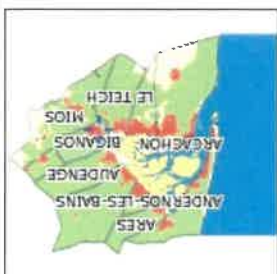 ARES
ANDERNOS-LES-BAINS
AUDENGE
ARCACHON
BIGANOS
MIOS
LE TEICH